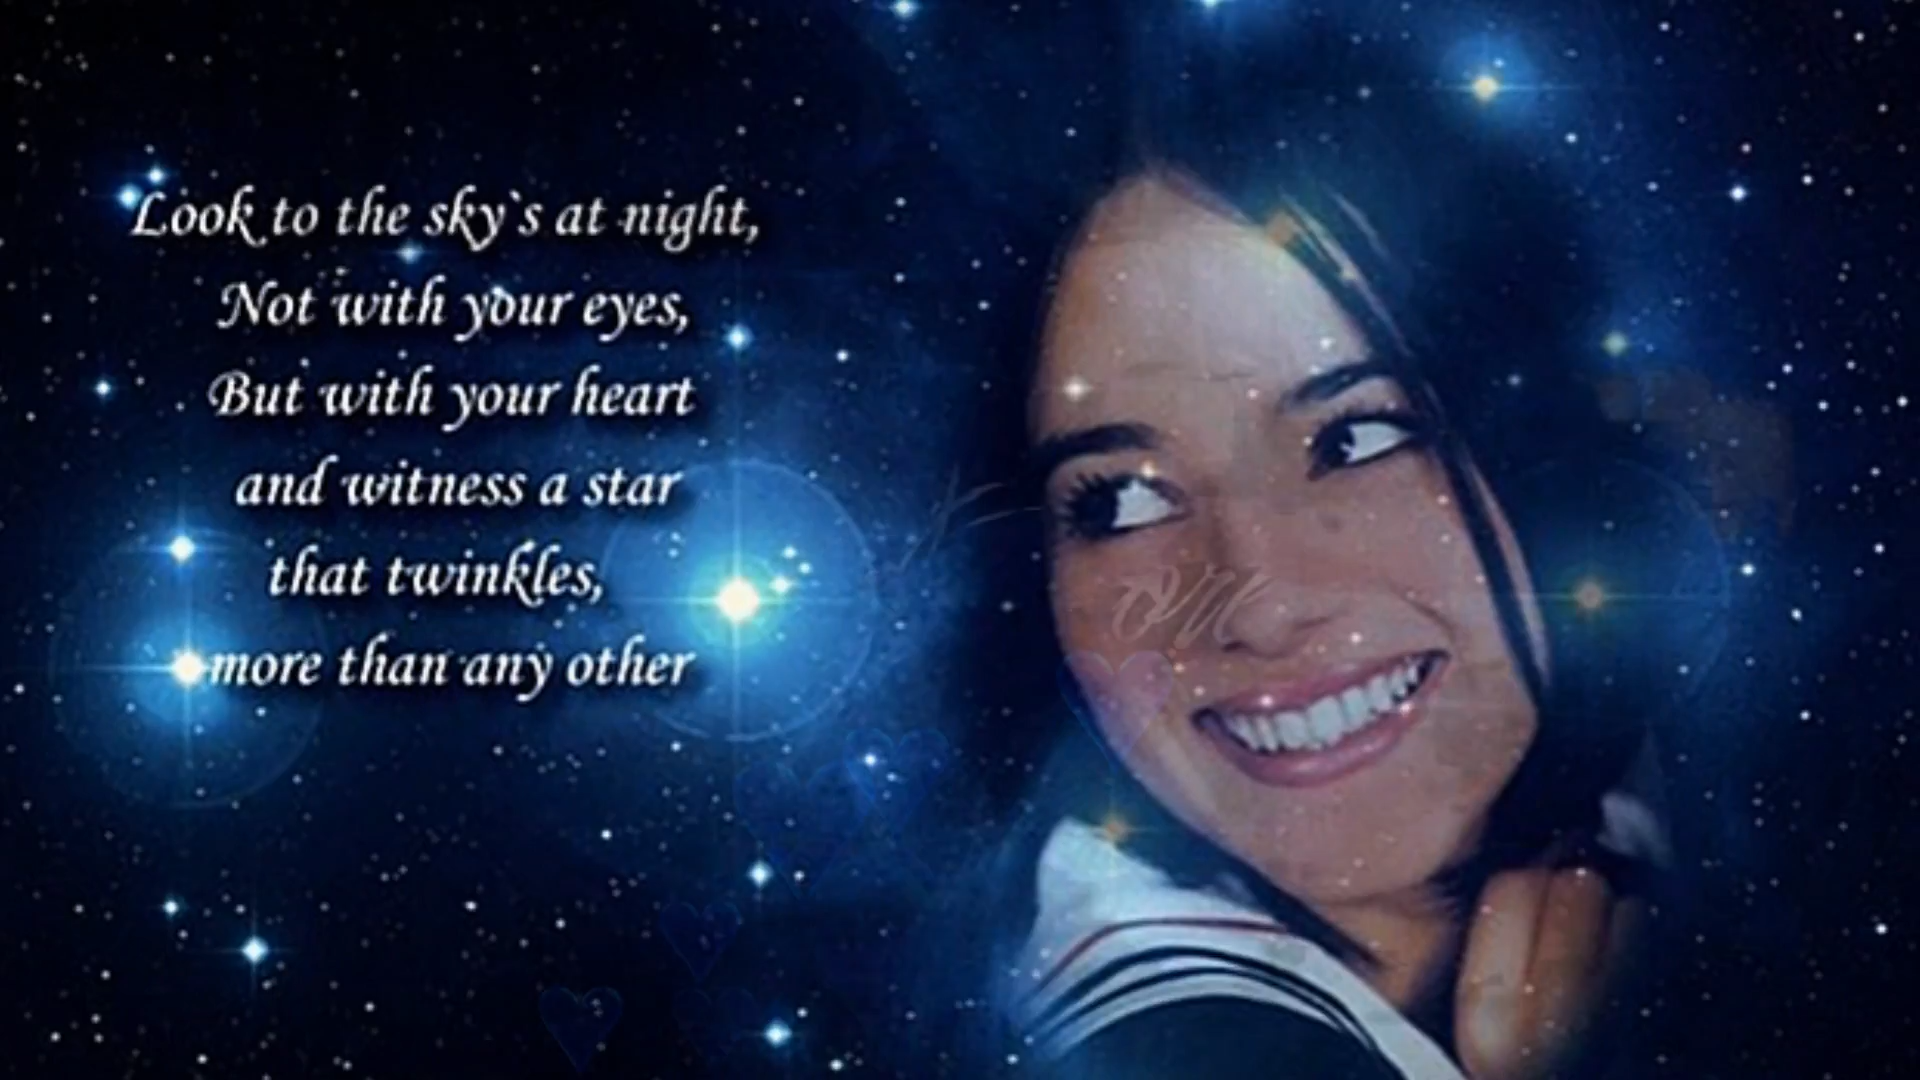 Look to the sky`s at night,
Not with your eyes,
But with your heart
and witness a star
that twinkles,
more than any other